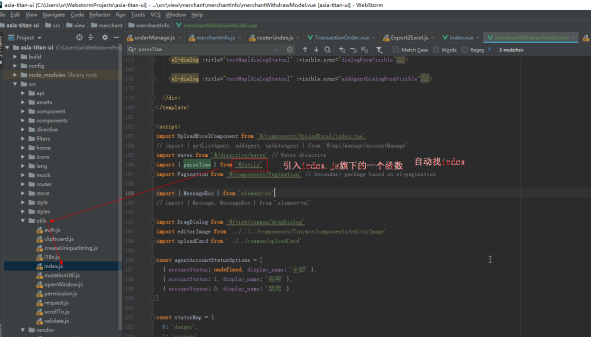 asia-titan-ui [C:\Users\w\WebstormProjects\asia-titan-ui] - ...\src\view\merchant\merchantInfo\merchantWithdrawModel.vue [asia-titan-ui] - WebStorm
File Edit View Navigate Code Refactor Run Tools VCS Window Help
asia-titan-ui src view merchant merchantInfo merchantWithdrawModel.vue
Project
orderManage.js merchantInfo.js router\index.js TransactionOrder.vue Export2Excel.js index.vue merchantWithdrawModel.vue
parseTime
Match Case Words Regex ? 3 matches
asia-titan-ui
build
config
node_modules library root
src
api
assets
component
components
directive
filters
home
icons
lang
mock
router
store
style
styles
utils
auth.js
clipboard.js
createUniqueString.js
i18n.js
index.js
mutationUtil.js
openWindow.js
permission.js
request.js
scrollTo.js
validate.js
vendor
<el-dialog :title="textMap[dialogStatus]" :visible.sync="dialogFormVisible"...>
<el-dialog :title="textMap[dialogStatus]" :visible.sync="addAgentDialogFormVisible"...>
</div>
</template>
<script>
import UploadExcelComponent from '@/components/UploadExcel/index.vue'
// import { getListAgent, addAgent, updateAgent } from '@/api/manage/accountManage'
import waves from '@/directive/waves' // Waves directive
import { parseTime } from '@/utils'
引入index.js旗下的一个函数 自动找index
import Pagination from '@/components/Pagination' // Secondary package based on el-pagination
import { MessageBox } from 'element-ui'
// import { Message, MessageBox } from 'element-ui'
import DragDialog from '@/view/common/dragDialog'
import editorImage from '../../../components/finance/components/editorImage'
import uploadCard from '../../common/uploadCard'
const agentAccountStatusOptions = [
{ accountStatus: undefined, display_name: '全部' },
{ accountStatus: 1, display_name: '启用' },
{ accountStatus: 0, display_name: '禁用' }
]
const statusMap = {
0: 'danger',